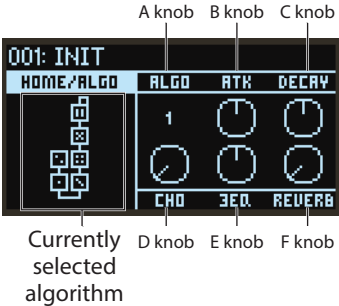 A knob B knob C knob
001: INIT
HOME/ALGO ALGO ATK DECAY
1
CHO 3EQ REVERB
Currently selected algorithm D knob E knob F knob